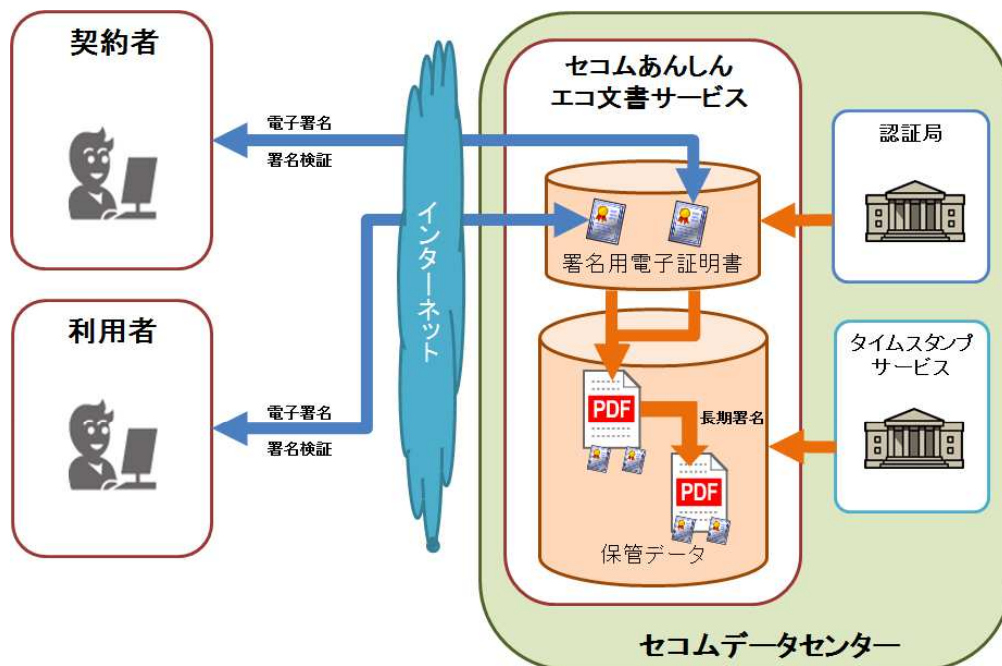 契約者
電子署名
署名検証
利用者
電子署名
署名検証
インターネット
セコムあんしん
エコ文書サービス
署名用電子証明書
PDF
長期署名
PDF
保管データ
認証局
タイムスタンプ
サービス
セコムデータセンター